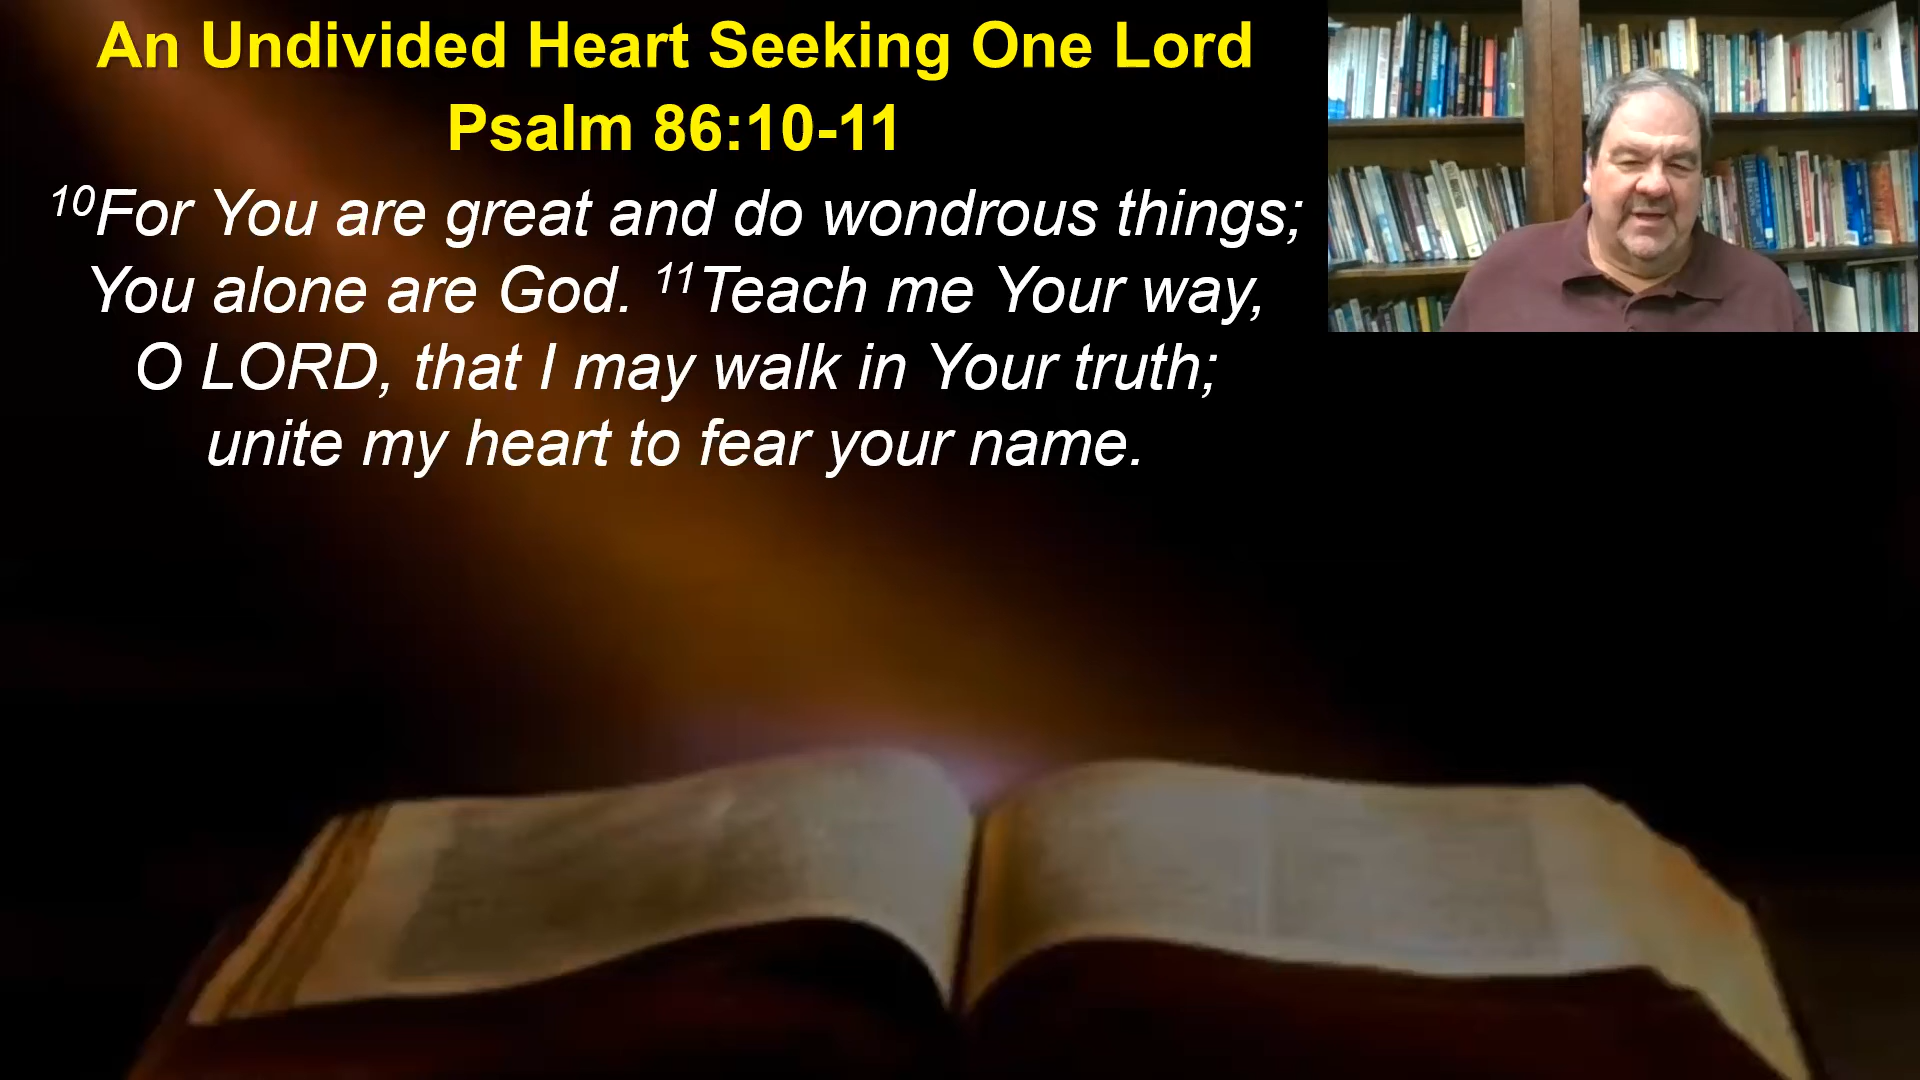 An Undivided Heart Seeking One Lord
Psalm 86:10-11
10For You are great and do wondrous things;
You alone are God. 11Teach me Your way,
O LORD, that I may walk in Your truth;
unite my heart to fear your name.